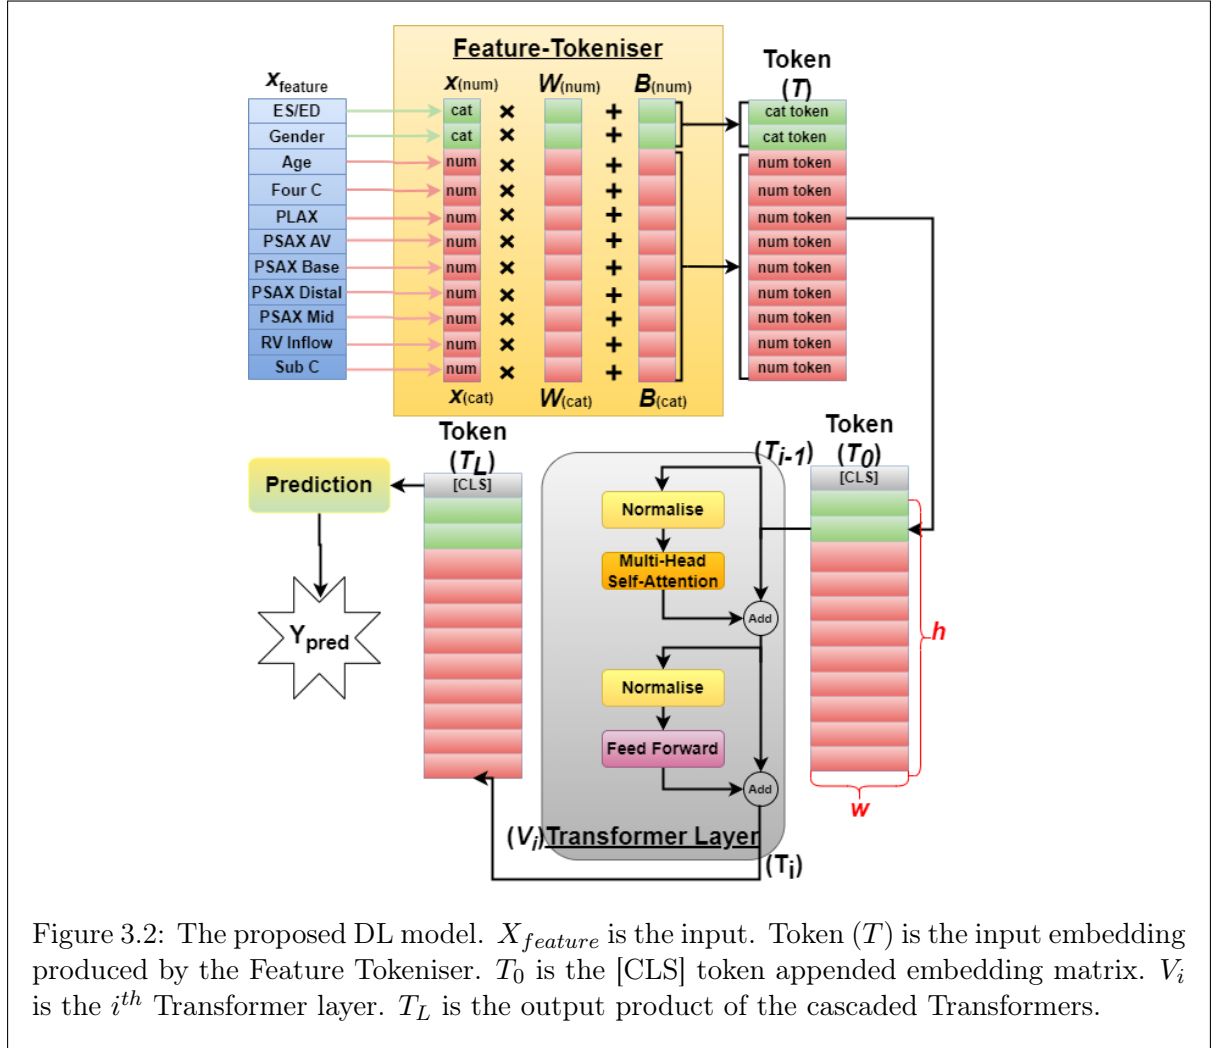 Feature-Tokeniser
x_feature
x(num) W(num) B(num)
Token
(T)
ES/ED cat × + cat token
Gender cat × + cat token
Age num × + num token
Four C num × + num token
PLAX num × + num token
PSAX AV num × + num token
PSAX Base num × + num token
PSAX Distal num × + num token
PSAX Mid num × + num token
RV Inflow num × + num token
Sub C num × + num token
x(cat) W(cat) B(cat)
Token
(T_L)
[CLS]
Prediction
Y_pred
(T_i-1)
Normalise
Multi-Head
Self-Attention
Add
Normalise
Feed Forward
Add
(V_i) Transformer Layer
(T_i)
Token
(T_0)
[CLS]
h
w
Figure 3.2: The proposed DL model. X_feature is the input. Token (T) is the input embedding
produced by the Feature Tokeniser. T_0 is the [CLS] token appended embedding matrix. V_i
is the i^th Transformer layer. T_L is the output product of the cascaded Transformers.